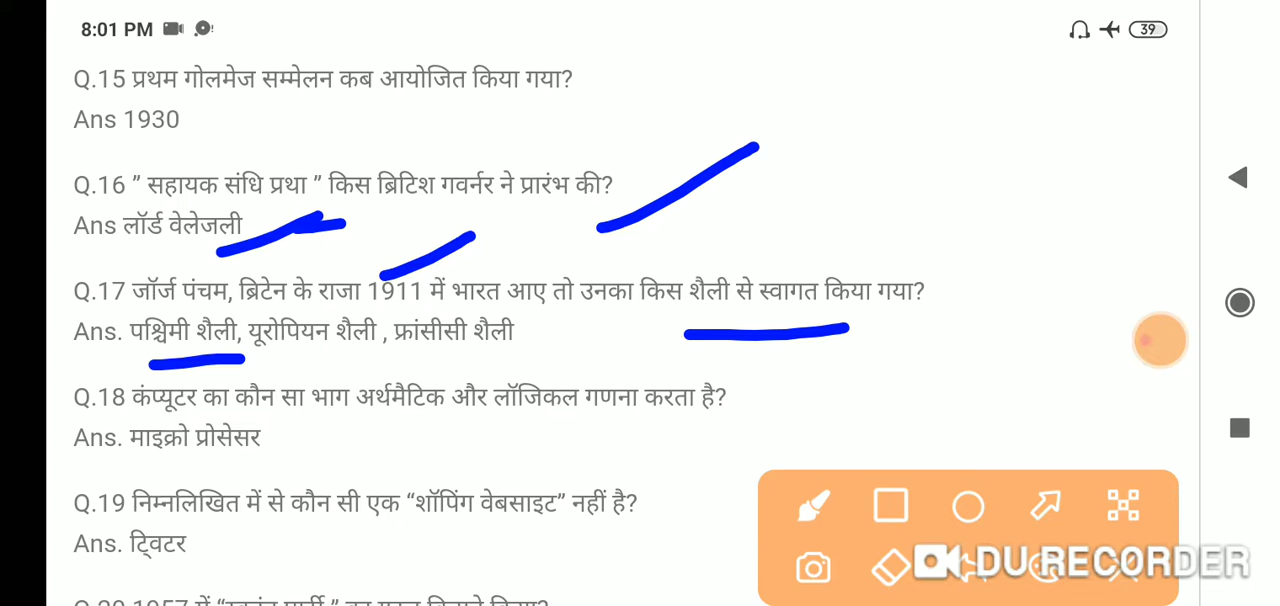 8:01 PM
39
Q.15 प्रथम गोलमेज सम्मेलन कब आयोजित किया गया?
Ans 1930
Q.16 ” सहायक संधि प्रथा ” किस ब्रिटिश गवर्नर ने प्रारंभ की?
Ans लॉर्ड वेलेजली
Q.17 जॉर्ज पंचम, ब्रिटेन के राजा 1911 में भारत आए तो उनका किस शैली से स्वागत किया गया?
Ans. पश्चिमी शैली, यूरोपियन शैली , फ्रांसीसी शैली
Q.18 कंप्यूटर का कौन सा भाग अर्थमैटिक और लॉजिकल गणना करता है?
Ans. माइक्रो प्रोसेसर
Q.19 निम्नलिखित में से कौन सी एक “शॉपिंग वेबसाइट” नहीं है?
Ans. ट्विटर
DU RECORDER